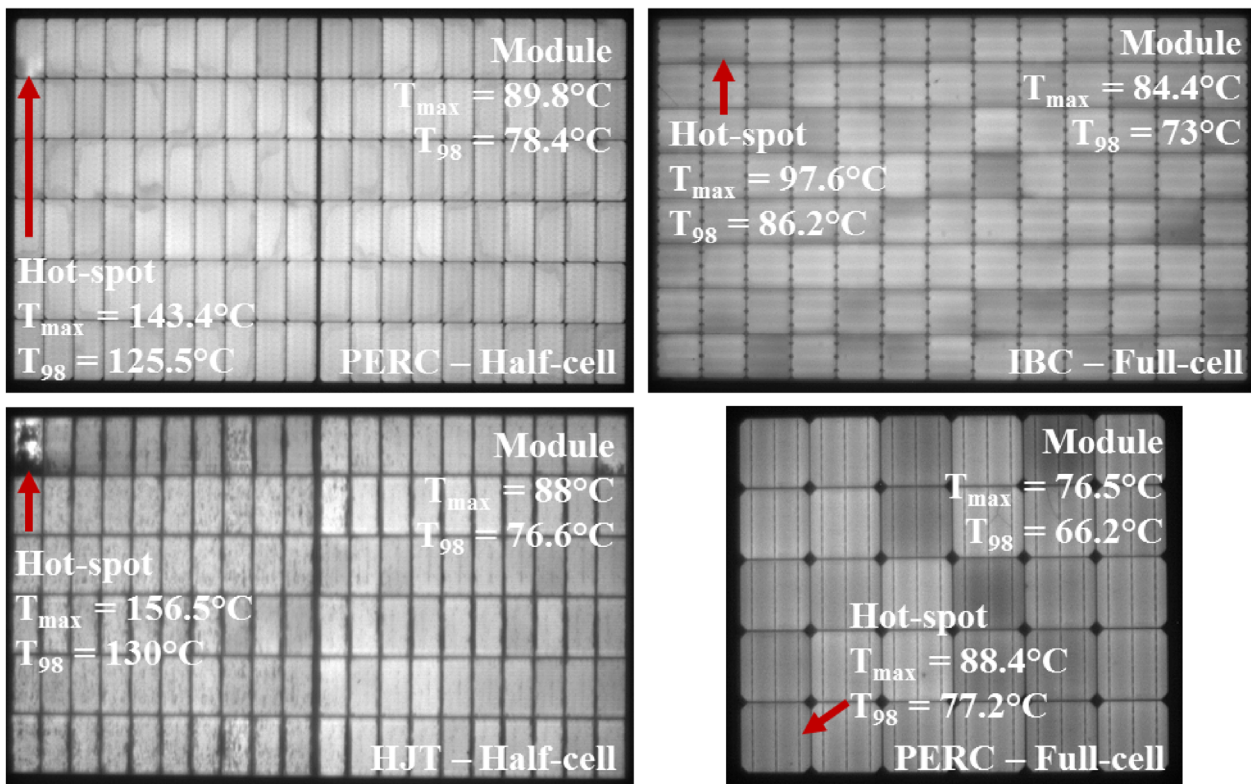 Module
Tmax = 89.8°C
T98 = 78.4°C
Hot-spot
Tmax = 143.4°C
T98 = 125.5°C
PERC – Half-cell
Module
Tmax = 84.4°C
T98 = 73°C
Hot-spot
Tmax = 97.6°C
T98 = 86.2°C
IBC – Full-cell
Module
Tmax = 88°C
T98 = 76.6°C
Hot-spot
Tmax = 156.5°C
T98 = 130°C
HJT – Half-cell
Module
Tmax = 76.5°C
T98 = 66.2°C
Hot-spot
Tmax = 88.4°C
T98 = 77.2°C
PERC – Full-cell